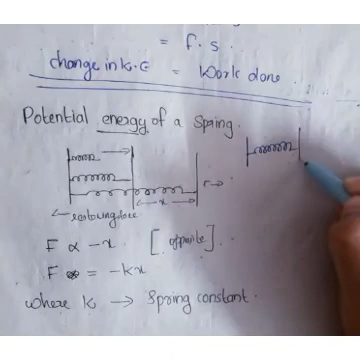 = F. S.
change in K.E = Work done.
Potential energy of a Spring.
x
restoring force
F ∝ -x [opposite].
F = -kx
where k → Spring constant.